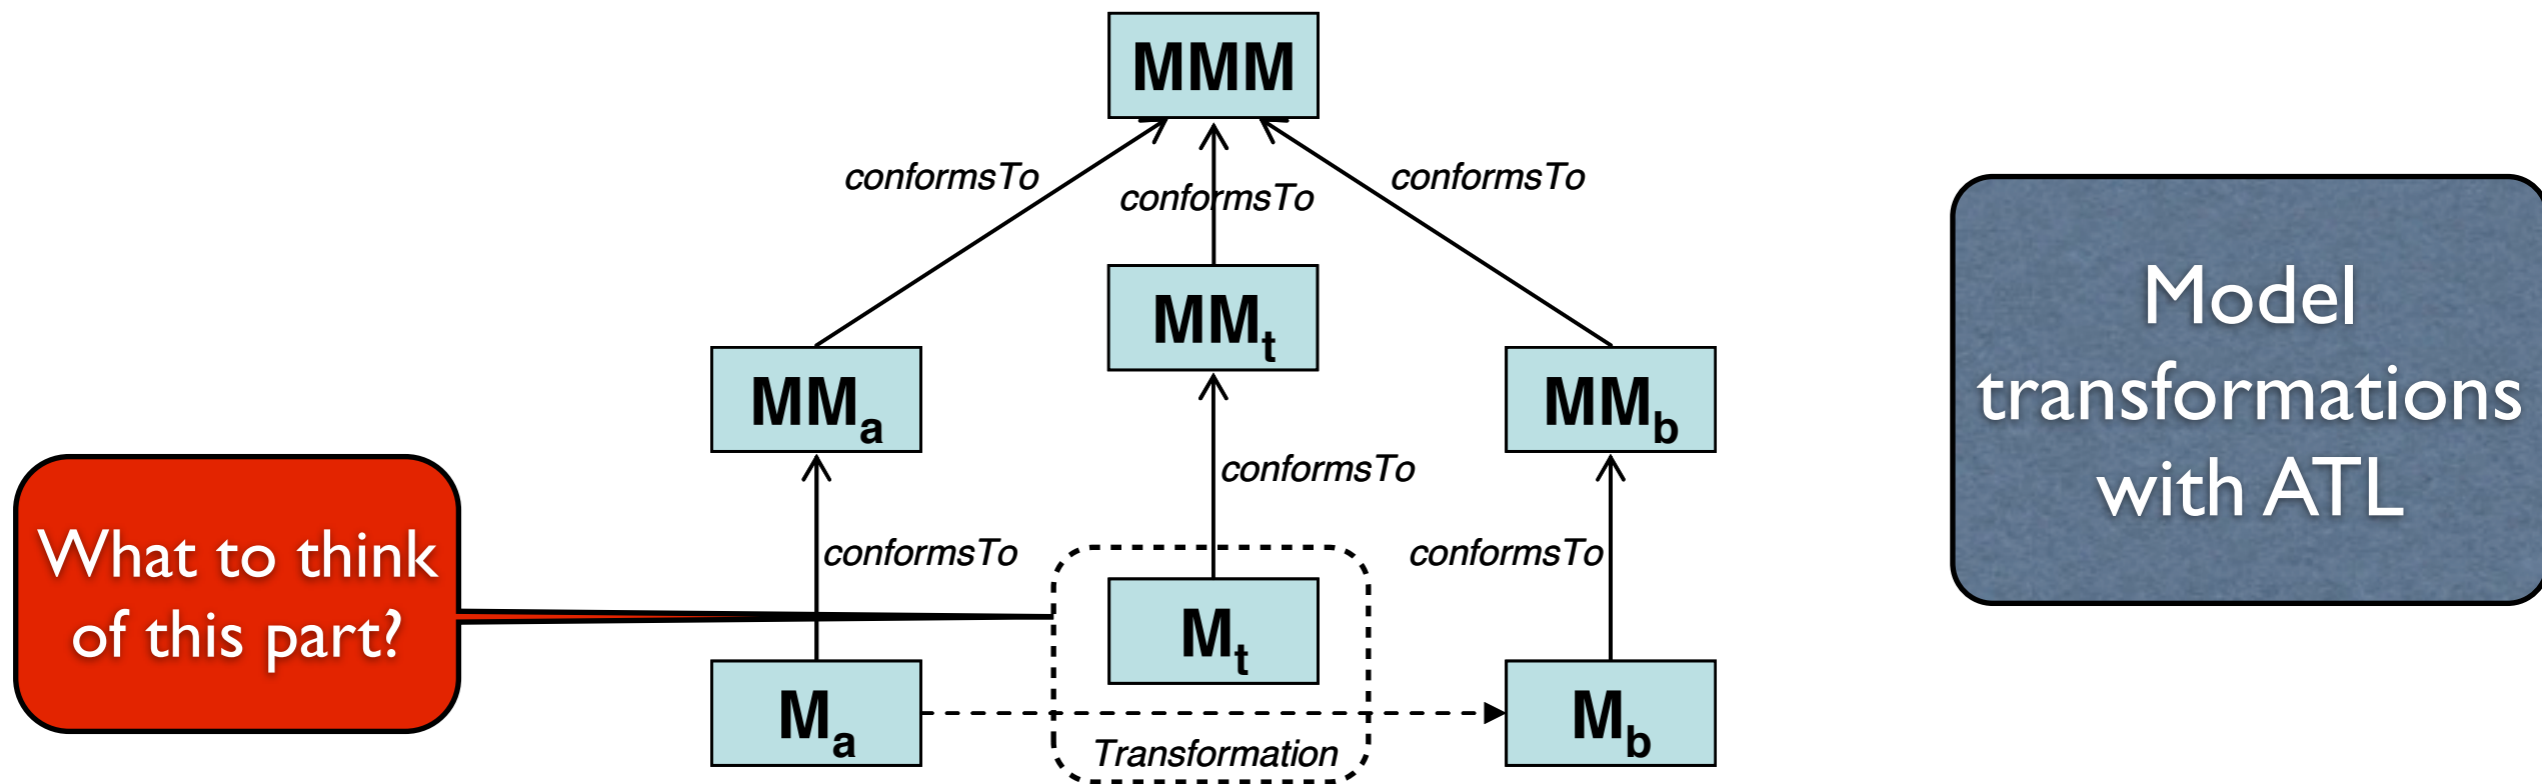 MMM
conformsTo
conformsTo
conformsTo
MMt
MMa
MMb
Model
transformations
with ATL
conformsTo
conformsTo
conformsTo
What to think
of this part?
Mt
Ma
Mb
Transformation